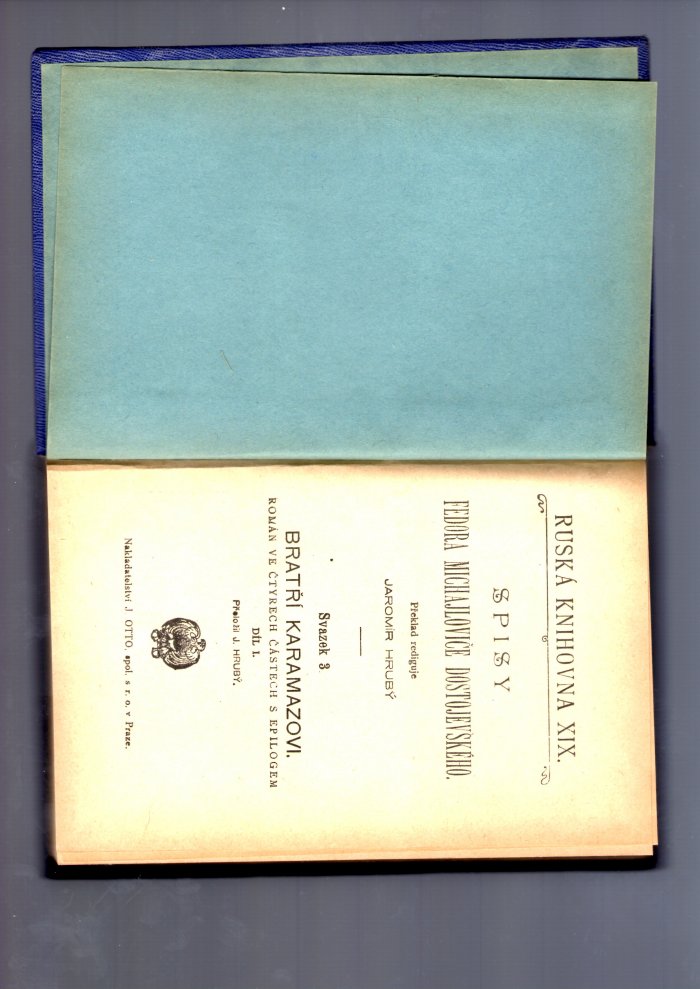 RUSKÁ KNIHOVNA XIX.
SPISY
FEDORA MICHAJLOVIČE DOSTOJEVSKÉHO.
Překlad rediguje
JAROMÍR HRUBÝ
Svazek 3
BRATŘÍ KARAMAZOVI.
ROMÁN VE ČTYRECH ČÁSTECH S EPILOGEM
Díl I.
Přeložil J. HRUBÝ.
Nakladatelství J. OTTO, spol. s r. o. v Praze.